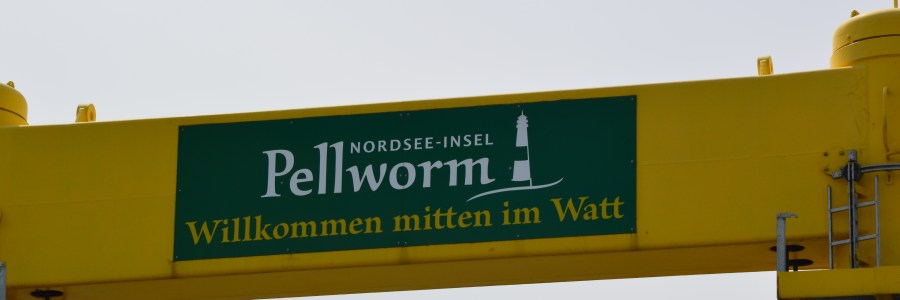 NORDSEE-INSEL
Pellworm
Willkommen mitten im Watt